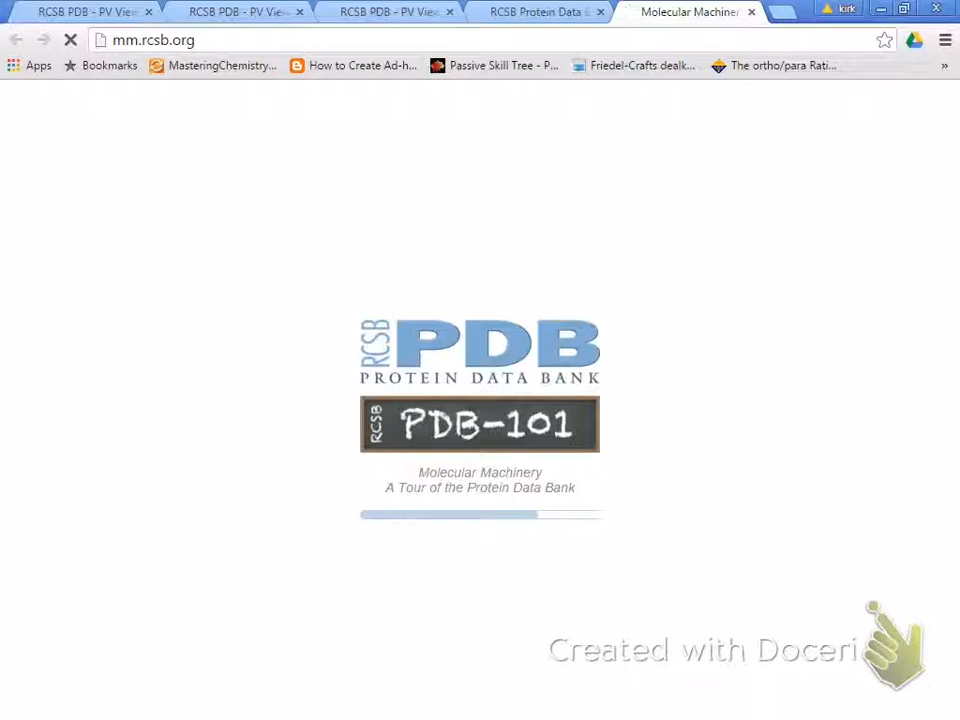 RCSB PDB - PV View RCSB PDB - PV View RCSB PDB - PV View RCSB Protein Data Molecular Machiner kirk
mm.rcsb.org
Apps Bookmarks MasteringChemistry... How to Create Ad-h... Passive Skill Tree - P... Friedel-Crafts dealk... The ortho/para Rati... »
RCSB PDB
PROTEIN DATA BANK
RCSB PDB-101
Molecular Machinery
A Tour of the Protein Data Bank
Created with Doceri